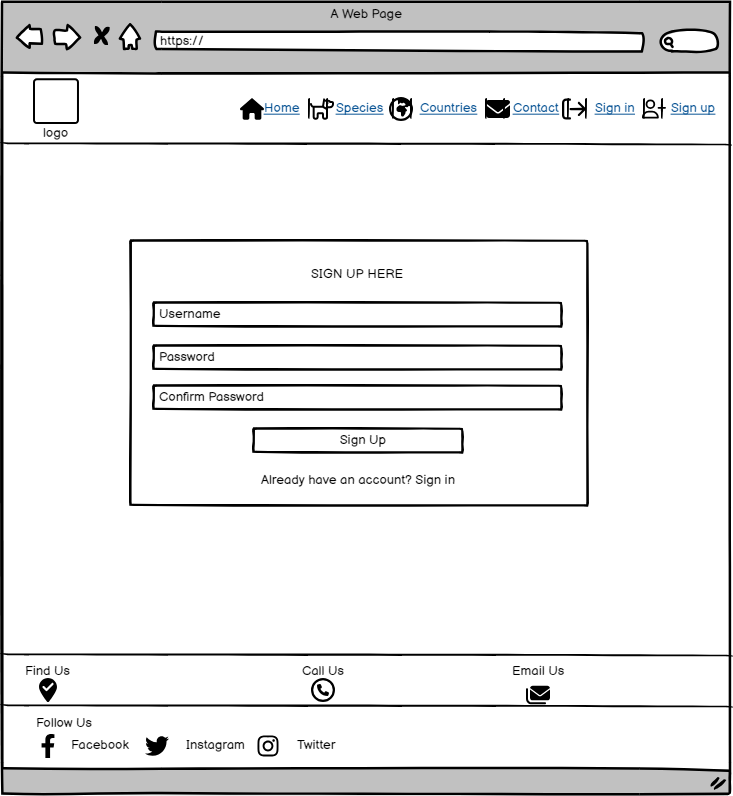 A Web Page
https://
logo
Home Species Countries Contact Sign in Sign up
SIGN UP HERE
Username
Password
Confirm Password
Sign Up
Already have an account? Sign in
Find Us Call Us Email Us
Follow Us
Facebook Instagram Twitter